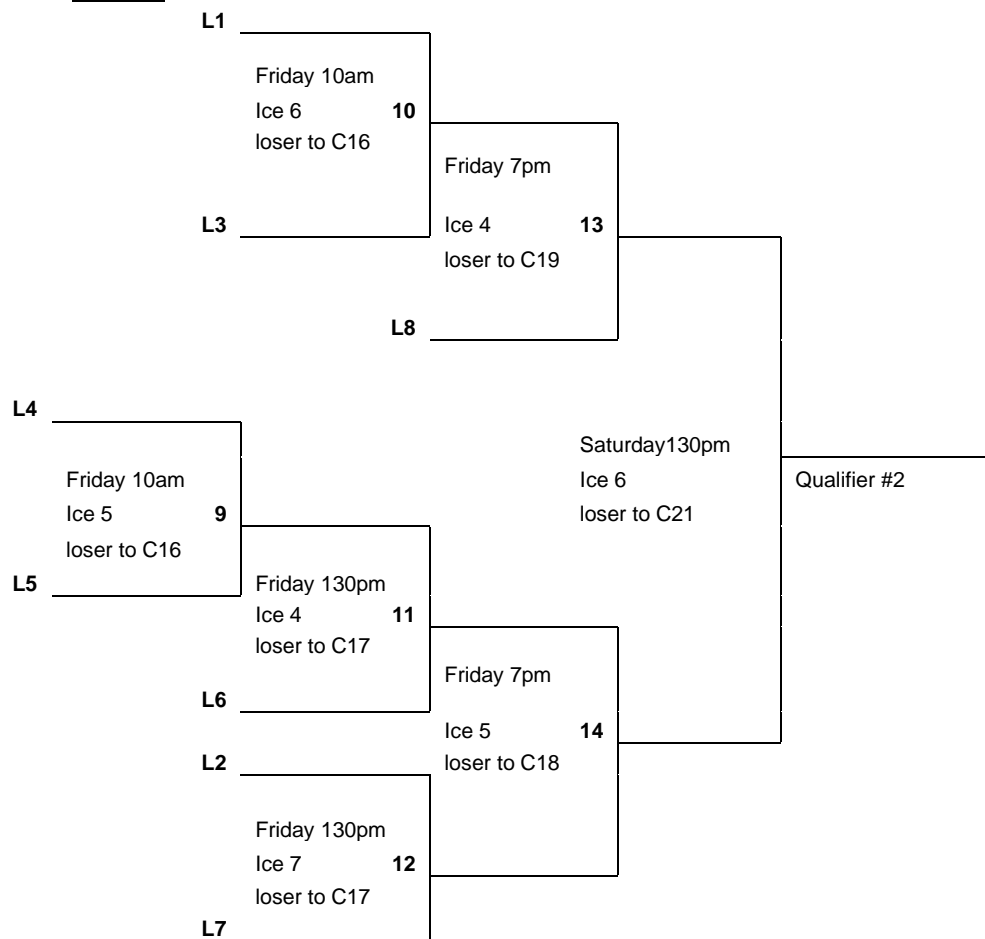 L1
Friday 10am
Ice 6 10
loser to C16
Friday 7pm
L3
Ice 4 13
loser to C19
L8
L4
Saturday130pm
Friday 10am
Ice 6
Qualifier #2
Ice 5 9
loser to C21
loser to C16
L5
Friday 130pm
Ice 4 11
loser to C17
Friday 7pm
L6
Ice 5 14
L2
loser to C18
Friday 130pm
Ice 7 12
loser to C17
L7